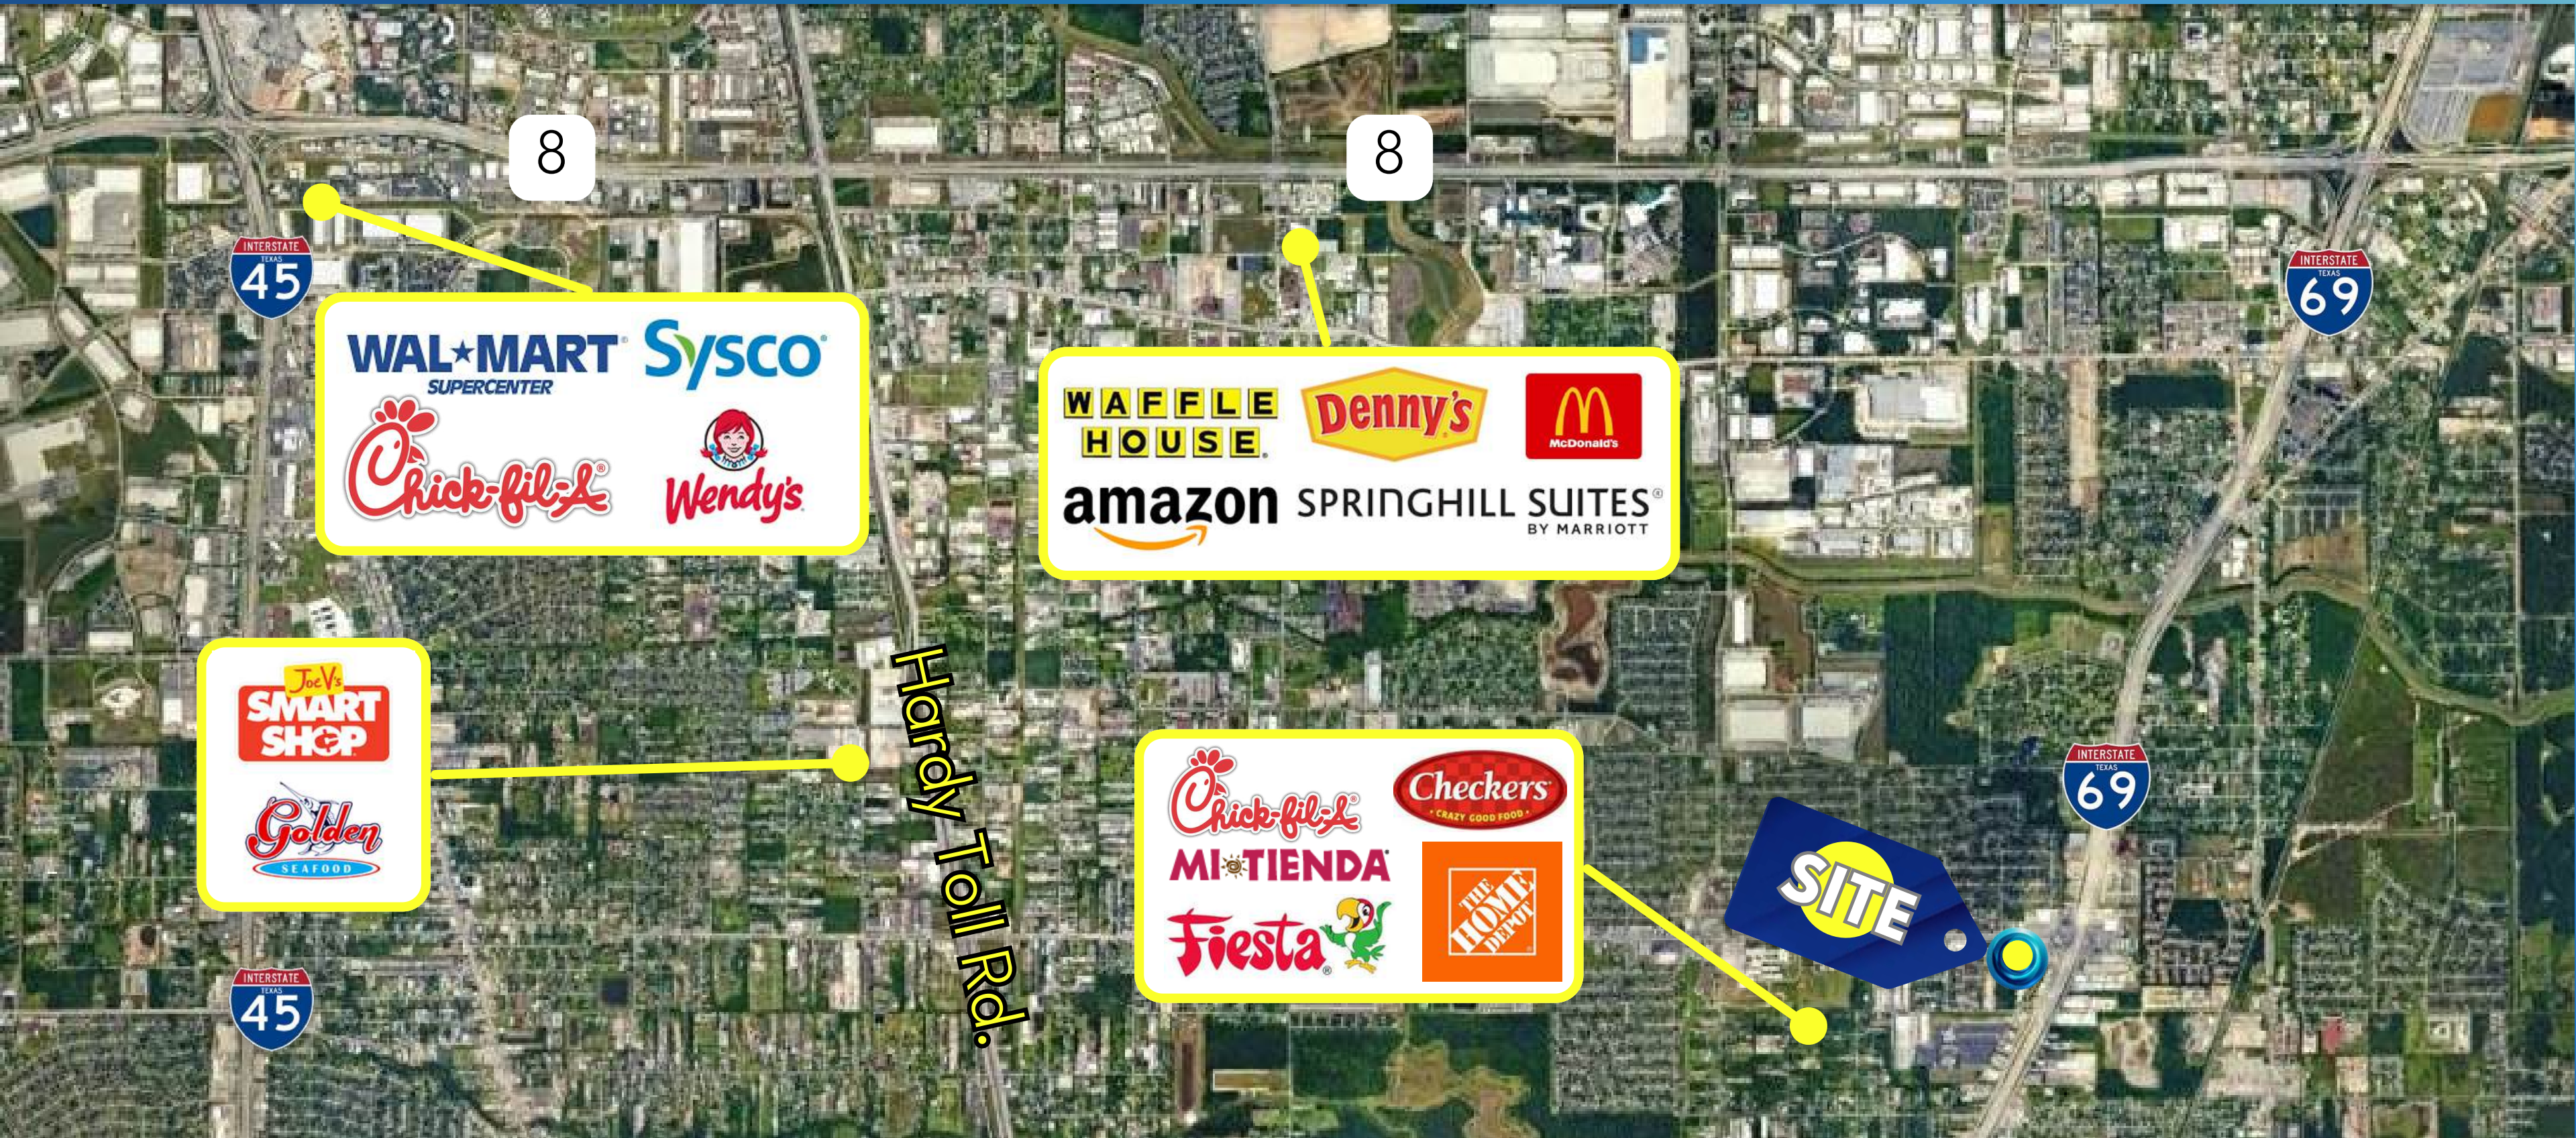 8
8
INTERSTATE
TEXAS
45
INTERSTATE
TEXAS
69
WAL★MART®
SUPERCENTER
Sysco®
Chick-fil-A®
Wendy's
WAFFLE
HOUSE®
Denny's
McDonald's
amazon
SPRINGHILL SUITES®
BY MARRIOTT
Joe V's
SMART
SHOP
Golden
SEAFOOD
Hardy Toll Rd.
Chick-fil-A®
Checkers
• CRAZY GOOD FOOD •
MI TIENDA
Fiesta®
THE
HOME
DEPOT
INTERSTATE
TEXAS
69
SITE
INTERSTATE
TEXAS
45